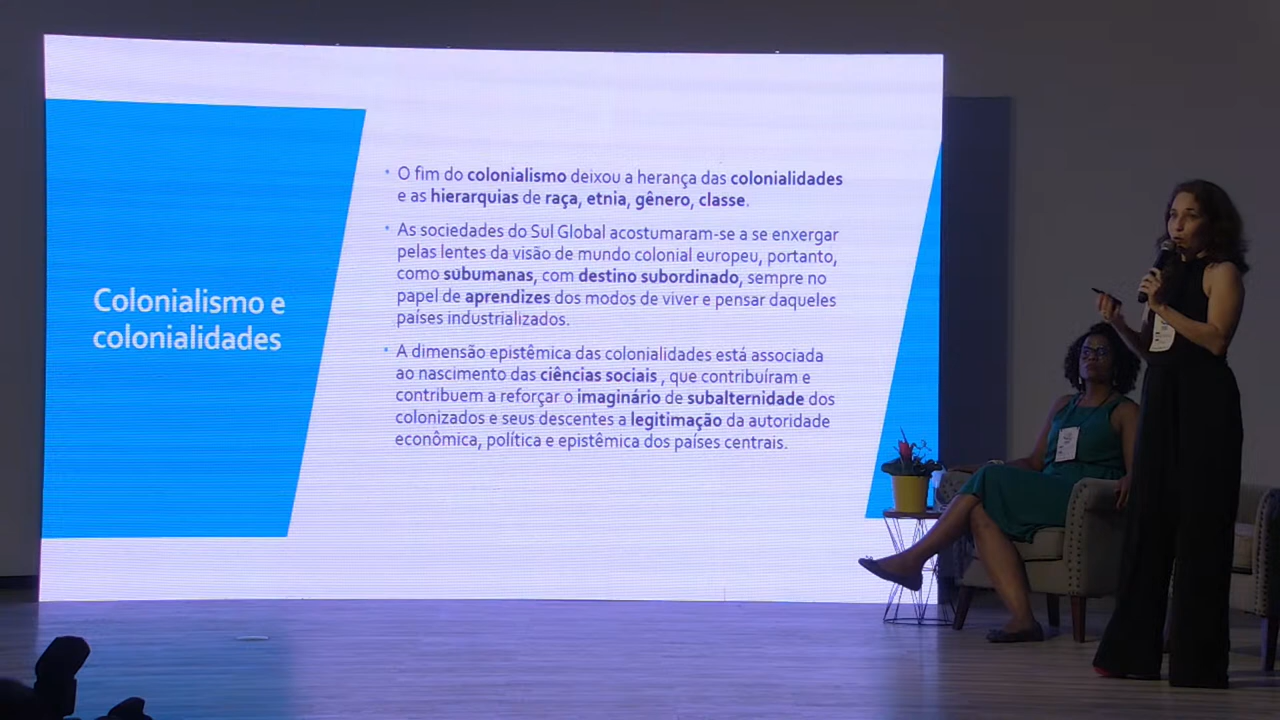 Colonialismo e
colonialidades
• O fim do colonialismo deixou a herança das colonialidades
e as hierarquias de raça, etnia, gênero, classe.
• As sociedades do Sul Global acostumaram-se a se enxergar
pelas lentes da visão de mundo colonial europeu, portanto,
como subumanas, com destino subordinado, sempre no
papel de aprendizes dos modos de viver e pensar daqueles
países industrializados.
• A dimensão epistêmica das colonialidades está associada
ao nascimento das ciências sociais , que contribuíram e
contribuem a reforçar o imaginário de subalternidade dos
colonizados e seus descentes a legitimação da autoridade
econômica, política e epistêmica dos países centrais.